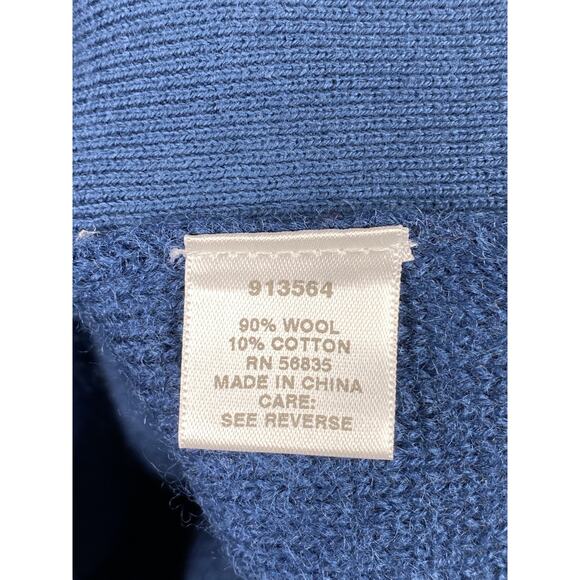 913564
90% WOOL
10% COTTON
RN 56835
MADE IN CHINA
CARE:
SEE REVERSE